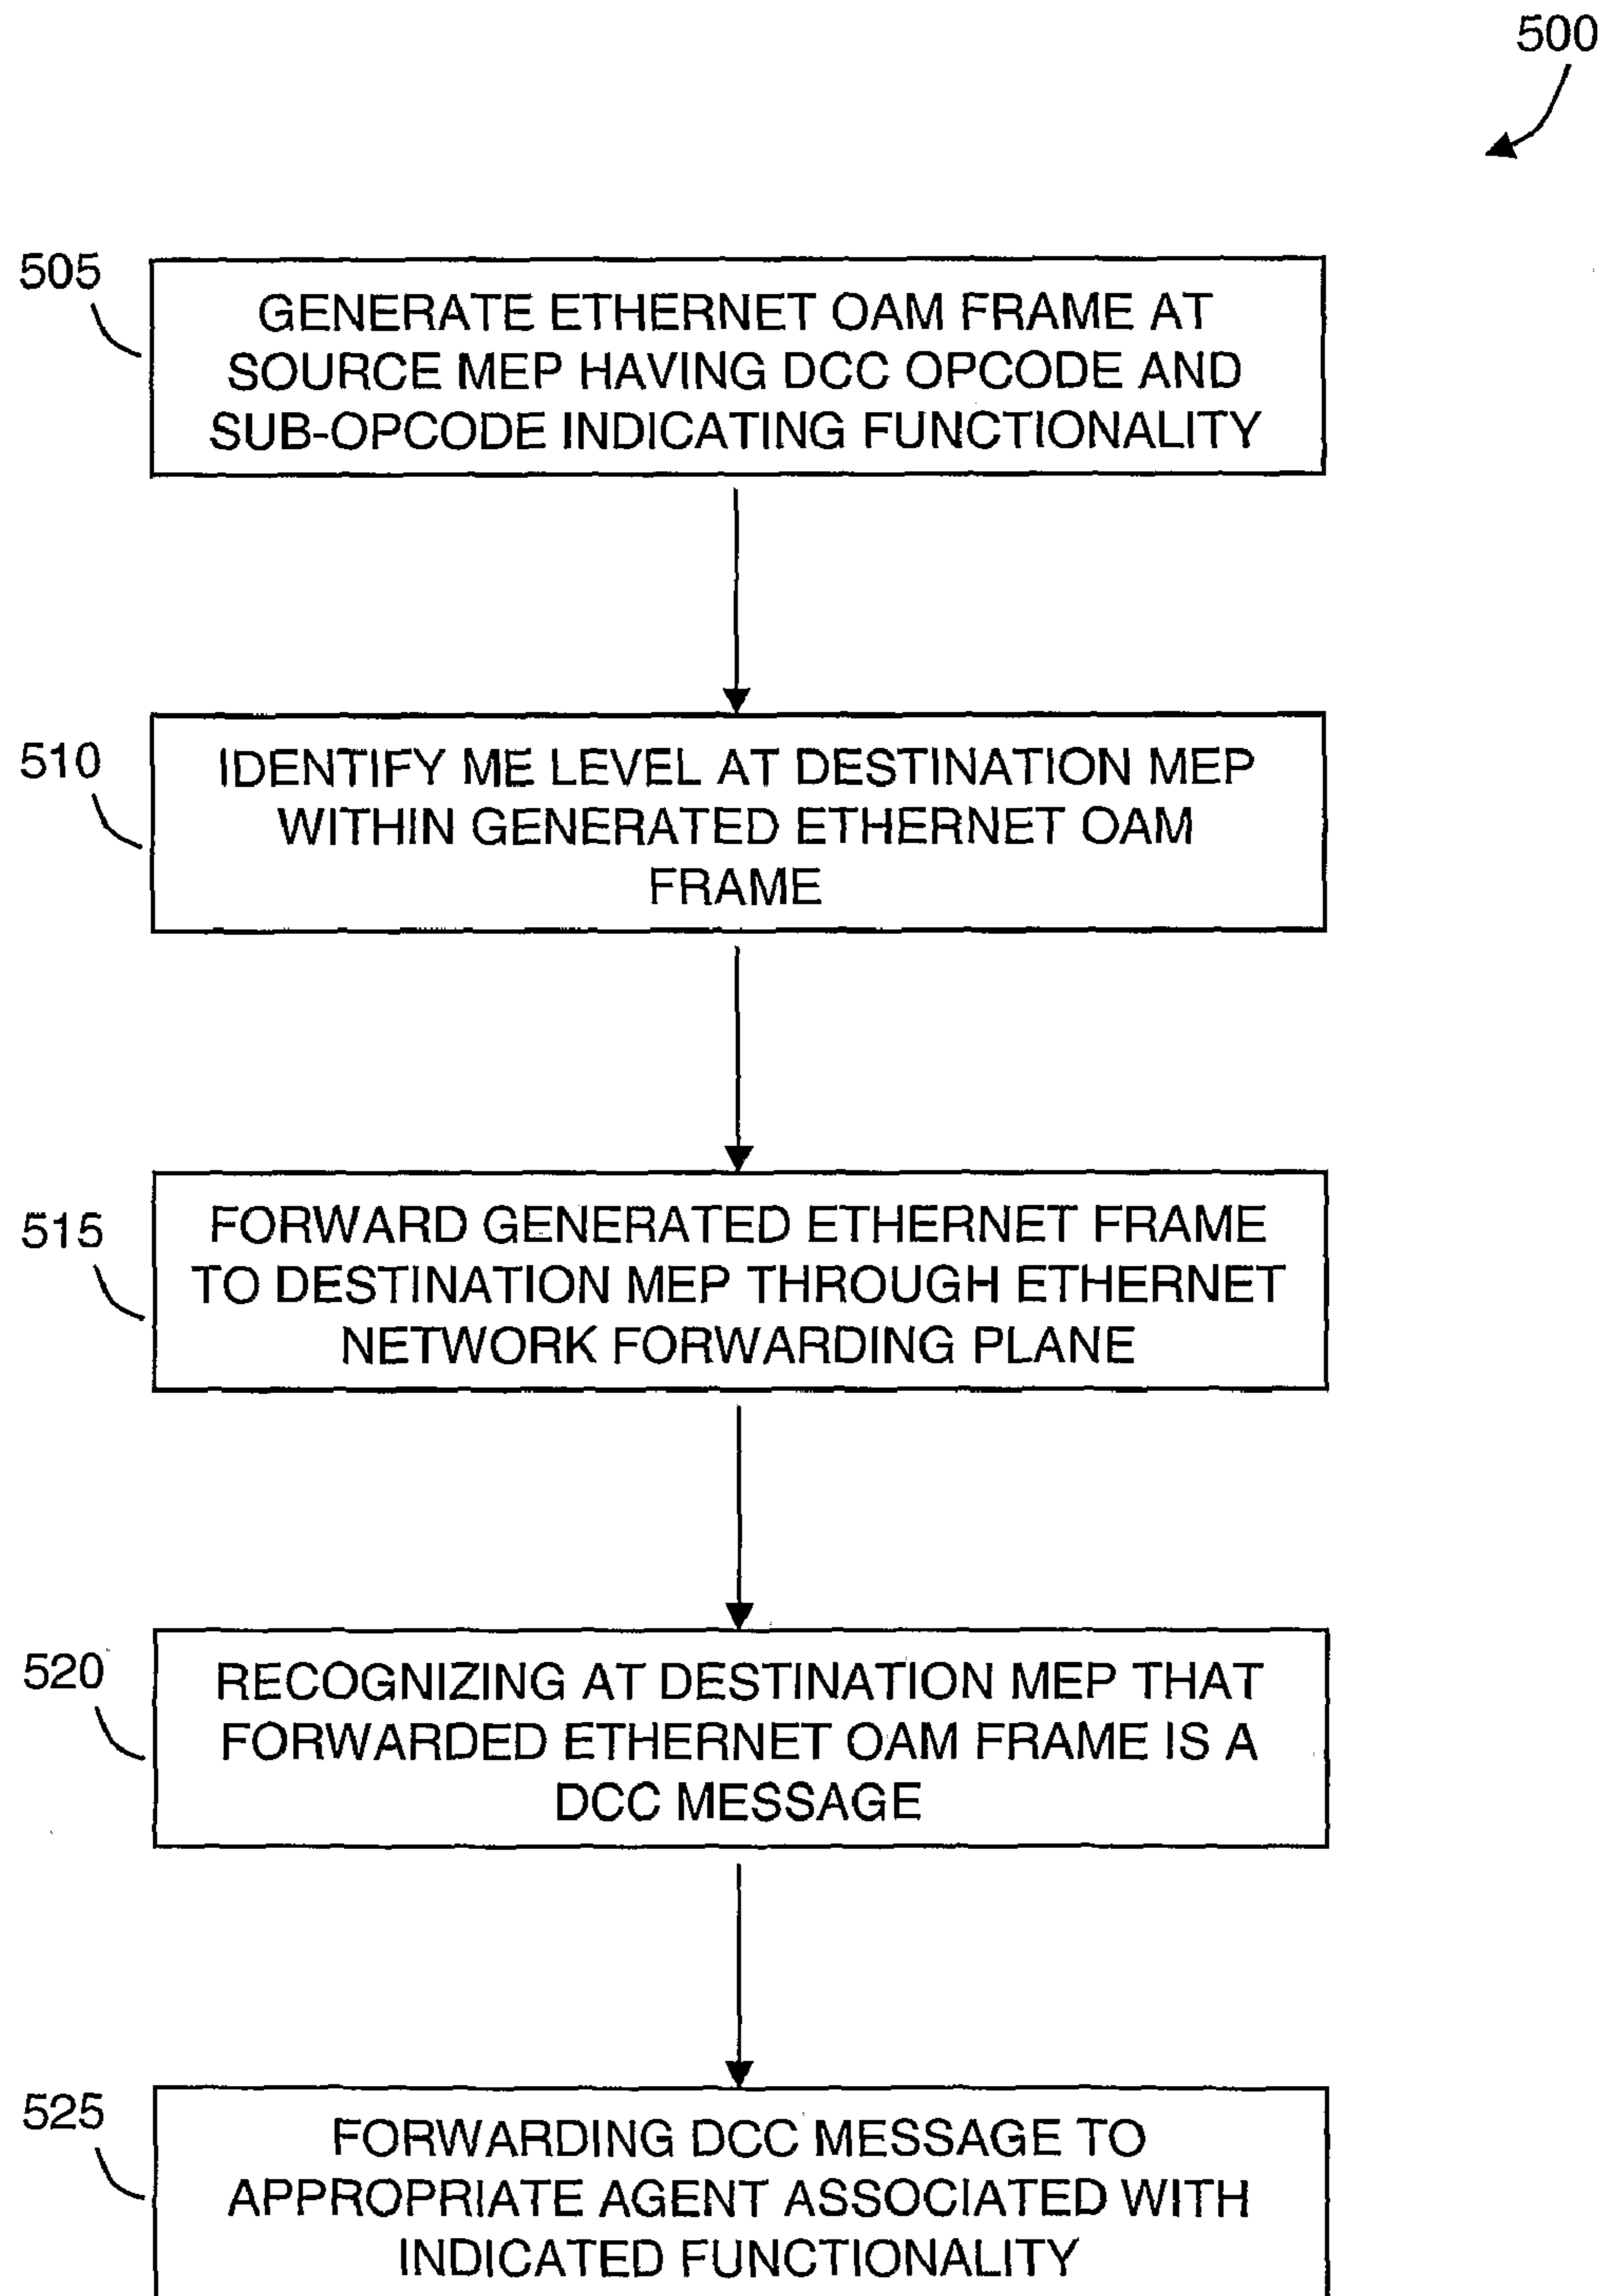 500
505
GENERATE ETHERNET OAM FRAME AT
SOURCE MEP HAVING DCC OPCODE AND
SUB-OPCODE INDICATING FUNCTIONALITY
510
IDENTIFY ME LEVEL AT DESTINATION MEP
WITHIN GENERATED ETHERNET OAM
FRAME
515
FORWARD GENERATED ETHERNET FRAME
TO DESTINATION MEP THROUGH ETHERNET
NETWORK FORWARDING PLANE
520
RECOGNIZING AT DESTINATION MEP THAT
FORWARDED ETHERNET OAM FRAME IS A
DCC MESSAGE
525
FORWARDING DCC MESSAGE TO
APPROPRIATE AGENT ASSOCIATED WITH
INDICATED FUNCTIONALITY